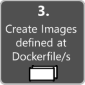 3.
Create Images
defined at
Dockerfile/s